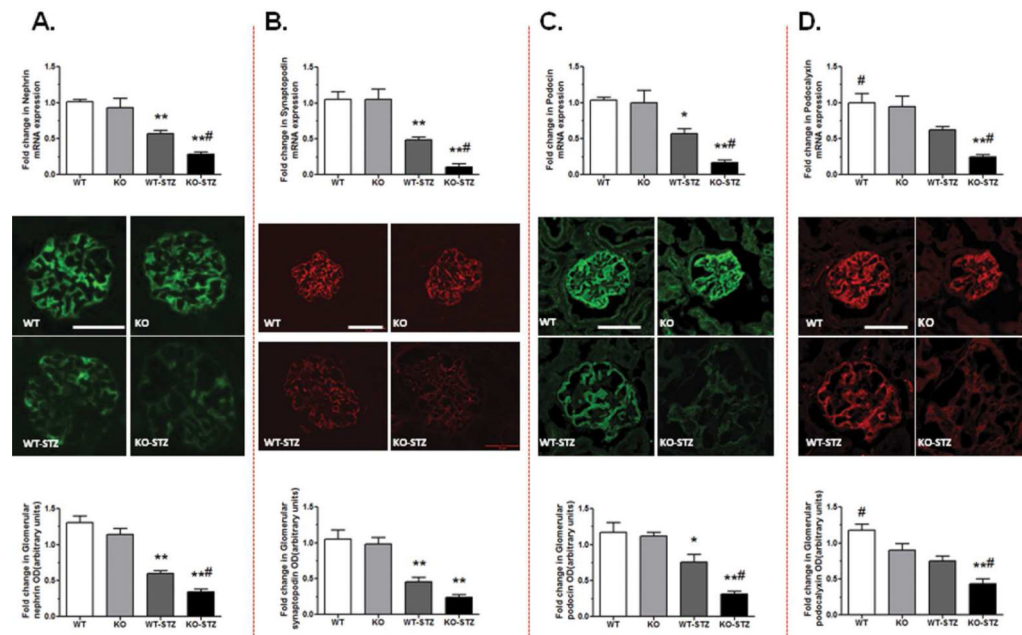 A.
Fold change in Nephrin
mRNA expression
1.5
1.0
0.5
0.0
**
**#
WT
KO
WT-STZ
KO-STZ
WT
KO
WT-STZ
KO-STZ
Fold change in Glomerular
nephrin OD(arbitrary units)
1.5
1.0
0.5
0.0
**
**#
WT
KO
WT-STZ
KO-STZ
B.
Fold change in Synaptopodin
mRNA expression
1.5
1.0
0.5
0.0
**
**#
WT
KO
WT-STZ
KO-STZ
WT
KO
WT-STZ
KO-STZ
Fold change in Glomerular
synaptopodin OD(arbitrary units)
1.5
1.0
0.5
0.0
**
**
WT
KO
WT-STZ
KO-STZ
C.
Fold change in Podocin
mRNA expression
1.5
1.0
0.5
0.0
*
**#
WT
KO
WT-STZ
KO-STZ
WT
KO
WT-STZ
KO-STZ
Fold change in Glomerular
podocin OD(arbitrary units)
1.5
1.0
0.5
0.0
*
**#
WT
KO
WT-STZ
KO-STZ
D.
Fold change in Podocalyxin
mRNA expression
1.5
1.0
0.5
0.0
#
**#
WT
KO
WT-STZ
KO-STZ
WT
KO
WT-STZ
KO-STZ
Fold change in Glomerular
podocalyxin OD(arbitrary units)
1.5
1.0
0.5
0.0
#
**#
WT
KO
WT-STZ
KO-STZ